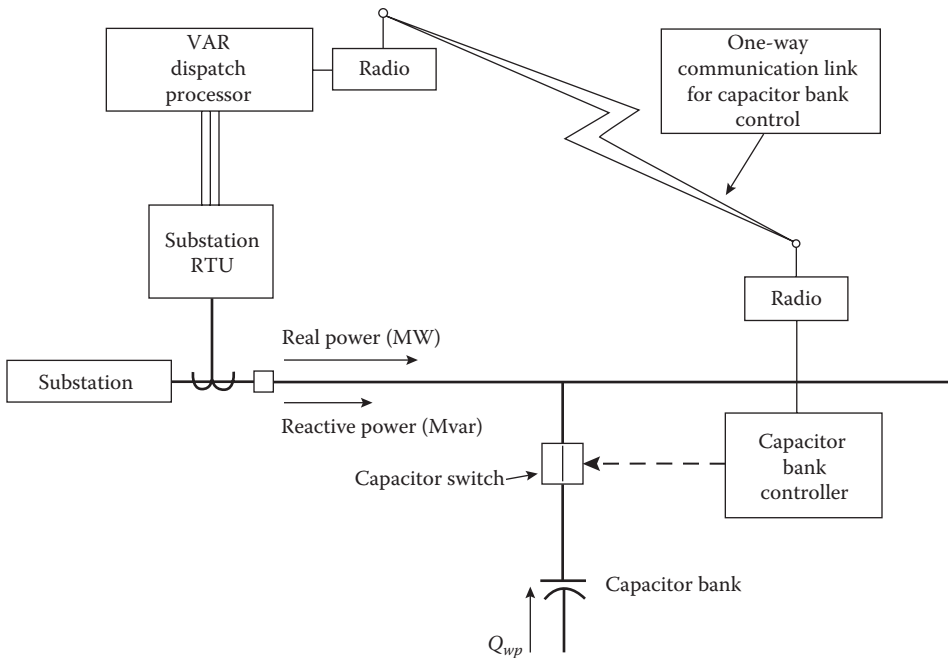 VAR
dispatch
processor
Radio
One-way
communication link
for capacitor bank
control
Substation
RTU
Radio
Real power (MW)
Substation
Reactive power (Mvar)
Capacitor switch
Capacitor
bank
controller
Capacitor bank
Qwp